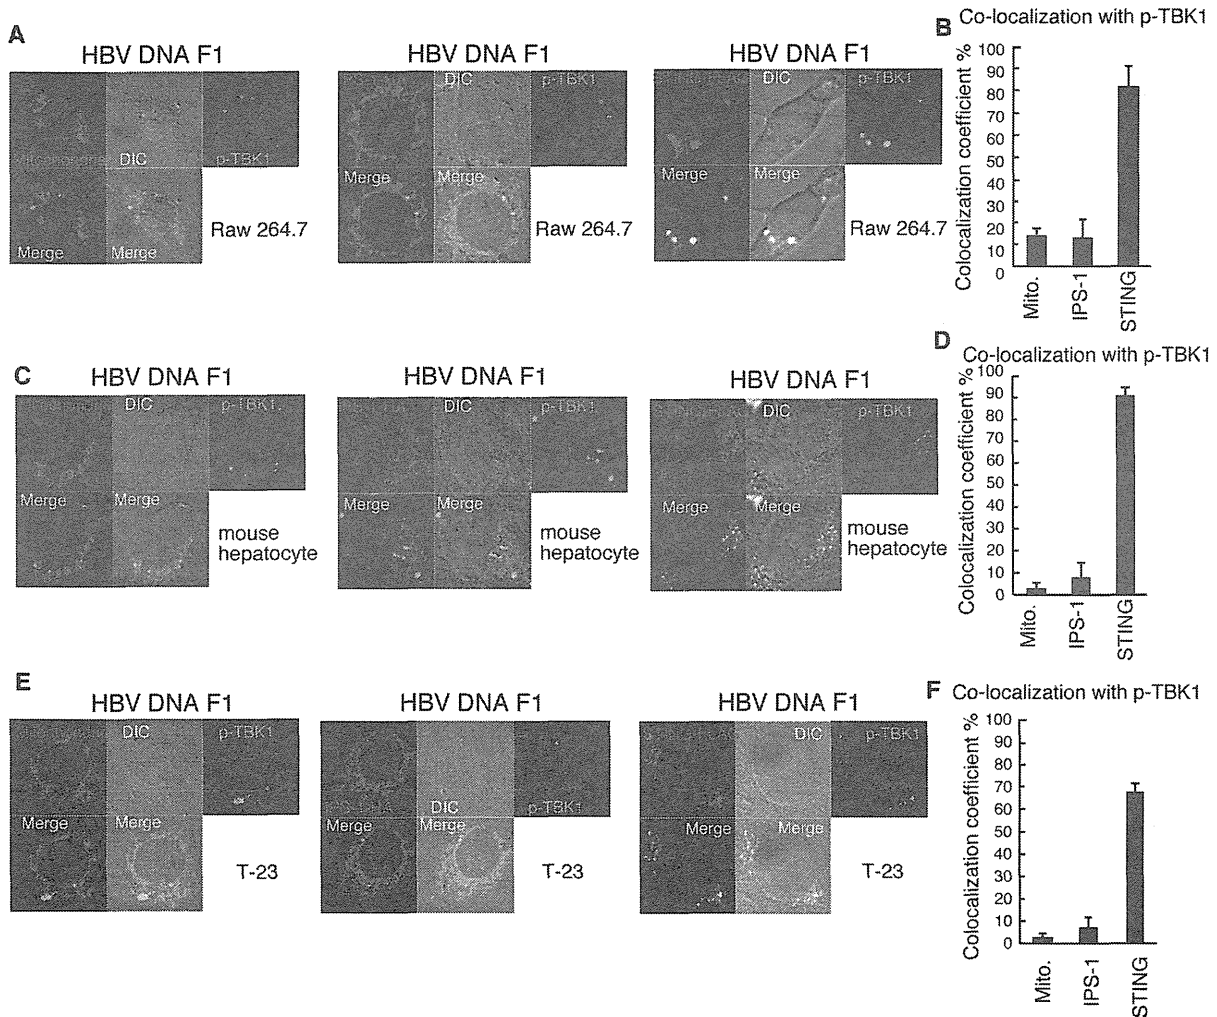 A
HBV DNA F1
HBV DNA F1
HBV DNA F1
DIC
p-TBK1
Merge
Merge
Raw 264.7
DIC
p-TBK1
Merge
Merge
Raw 264.7
DIC
p-TBK1
Merge
Merge
Raw 264.7
B
Co-localization with p-TBK1
Colocalization coefficient %
100
90
80
70
60
50
40
30
20
10
0
Mito.
IPS-1
STING
C
HBV DNA F1
HBV DNA F1
HBV DNA F1
DIC
p-TBK1
Merge
Merge
mouse
hepatocyte
DIC
p-TBK1
Merge
Merge
mouse
hepatocyte
DIC
p-TBK1
Merge
Merge
mouse
hepatocyte
D
Co-localization with p-TBK1
Colocalization coefficient %
100
90
80
70
60
50
40
30
20
10
0
Mito.
IPS-1
STING
E
HBV DNA F1
HBV DNA F1
HBV DNA F1
DIC
p-TBK1
Merge
Merge
T-23
DIC
p-TBK1
Merge
Merge
T-23
DIC
p-TBK1
Merge
Merge
T-23
F
Co-localization with p-TBK1
Colocalization coefficient %
100
90
80
70
60
50
40
30
20
10
0
Mito.
IPS-1
STING